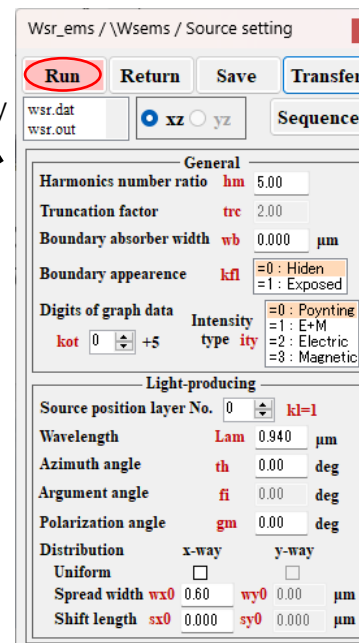 Wsr_ems / \Wsems / Source setting
Run Return Save Transfer
wsr.dat
wsr.out
xz yz Sequence
General
Harmonics number ratio hm 5.00
Truncation factor trc 2.00
Boundary absorber width wb 0.000 μm
Boundary appearence kfl =0 : Hiden
=1 : Exposed
Digits of graph data
kot 0 +5
Intensity
type ity
=0 : Poynting
=1 : E+M
=2 : Electric
=3 : Magnetic
Light-producing
Source position layer No. 0 kl=1
Wavelength Lam 0.940 μm
Azimuth angle th 0.00 deg
Argument angle fi 0.00 deg
Polarization angle gm 0.00 deg
Distribution x-way y-way
Uniform
Spread width wx0 0.60 wy0 0.00 μm
Shift length sx0 0.000 sy0 0.000 μm